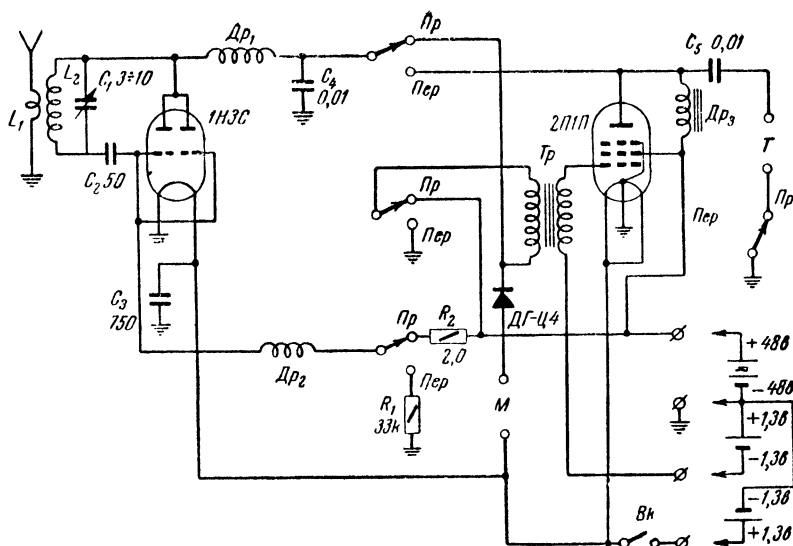 Др₁
Пр
C₅ 0,01
L₂
C₁ 3÷10
1Н3С
C₄
0,01
Пер
2П1П
Др₃
L₁
C₂ 50
Тр
Т
Пр
Пр
Пер
Пер
C₃
750
Пр
R₂
2,0
ДГ-Ц4
+48в
Др₂
Пер
М
-48в
R₁
33к
+1,3в
-1,3в
Вк
-1,3в
+1,3в